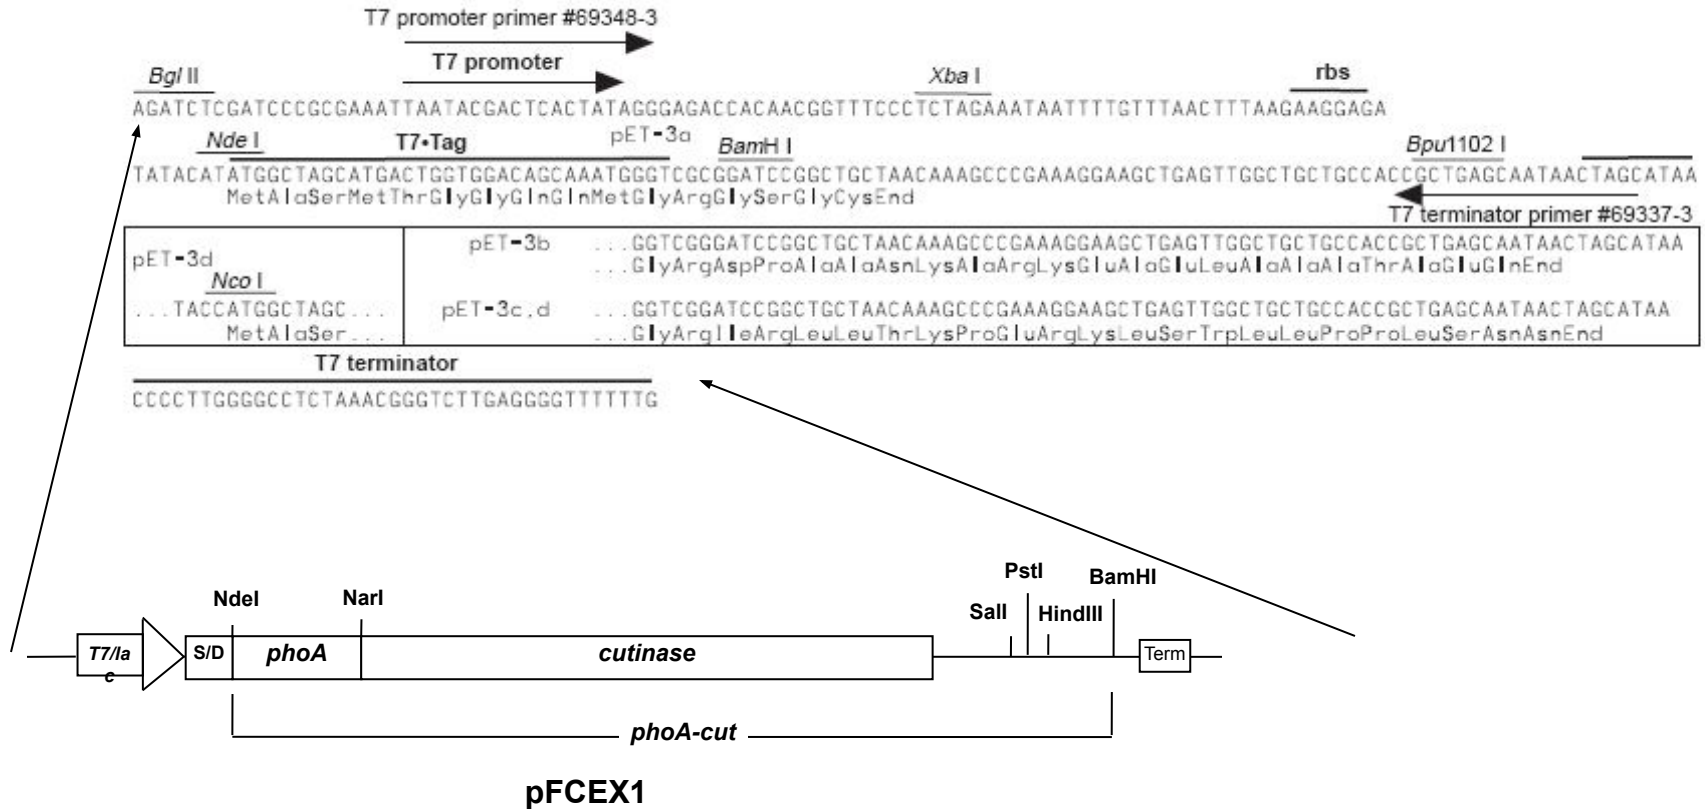 T7 promoter primer #69348-3
T7 promoter
Bgl II
Xba I
rbs
AGATCTCGATCCCGCGAAATTAATACGACTCACTATAGGGAGACCACAACGGTTTCCCTCTAGAAATAATTTTGTTTAACTTTAAGAAGGAGA
Nde I
T7•Tag
pET-3a
BamH I
Bpu1102 I
TATACATATGGCTAGCATGACTGGTGGACAGCAAATGGGTCGCGGATCCGGCTGCTAACAAAGCCCGAAAGGAAGCTGAGTTGGCTGCTGCCACCGCTGAGCAATAACTAGCATAA
MetAlaSerMetThrGlyGlyGlnGlnMetGlyArgGlySerGlyCysEnd
T7 terminator primer #69337-3
pET-3d
Nco I
...TACCATGGCTAGC...
MetAlaSer...
pET-3b
...GGTCGGGATCCGGCTGCTAACAAAGCCCGAAAGGAAGCTGAGTTGGCTGCTGCCACCGCTGAGCAATAACTAGCATAA
...GlyArgAspProAlaAlaAsnLysAlaArgLysGluAlaGluLeuAlaAlaAlaThrAlaGluGlnEnd
pET-3c,d
...GGTCGGATCCGGCTGCTAACAAAGCCCGAAAGGAAGCTGAGTTGGCTGCTGCCACCGCTGAGCAATAACTAGCATAA
...GlyArgIleArgLeuLeuThrLysProGluArgLysLeuSerTrpLeuLeuProProLeuSerAsnAsnEnd
T7 terminator
CCCCTTGGGGCCTCTAAACGGGTCTTGAGGGGTTTTTTG
NdeI
NarI
SalI
PstI
HindIII
BamHI
T7/la
c
S/D
phoA
cutinase
Term
phoA-cut
pFCEX1